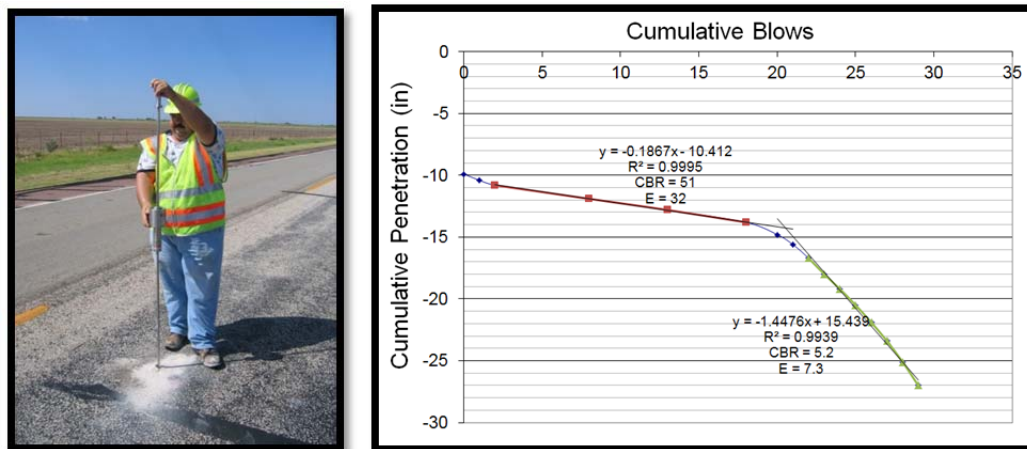 Cumulative Blows
0
0 5 10 15 20 25 30 35
Cumulative Penetration (in)
-5
-10
-15
-20
-25
-30
y = -0.1867x - 10.412
R² = 0.9995
CBR = 51
E = 32
y = -1.4476x + 15.439
R² = 0.9939
CBR = 5.2
E = 7.3